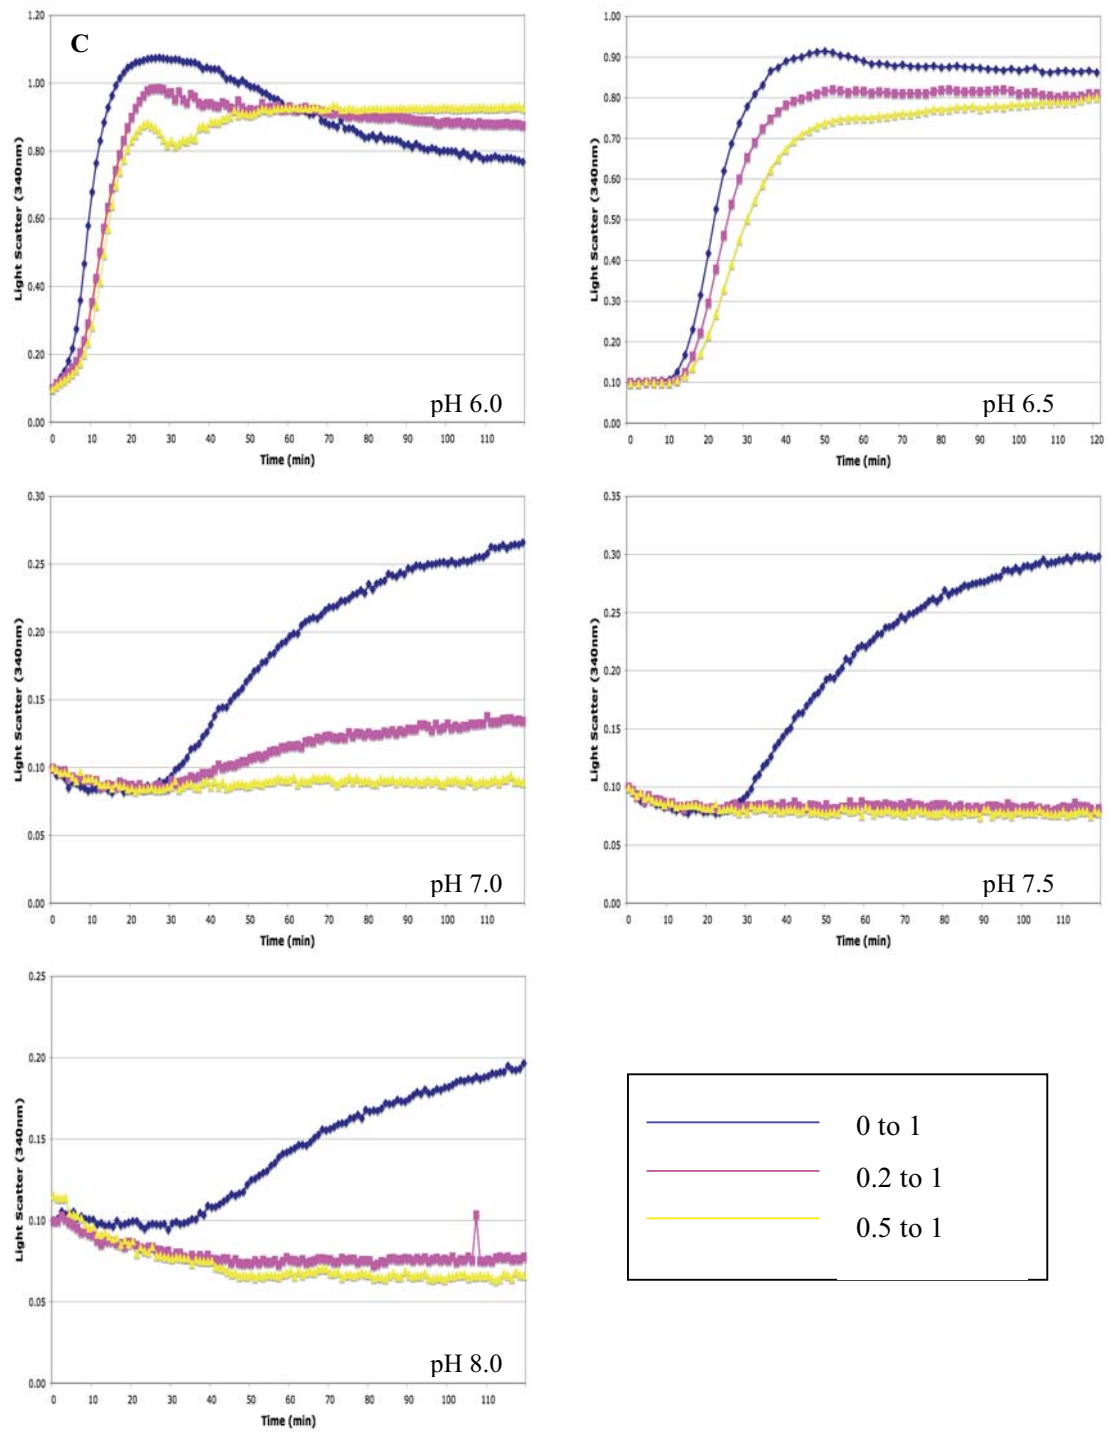 C
Light Scatter (340nm)
1.20
1.00
0.80
0.60
0.40
0.20
0.00
pH 6.0
0 10 20 30 40 50 60 70 80 90 100 110
Time (min)
Light Scatter (340nm)
1.00
0.90
0.80
0.70
0.60
0.50
0.40
0.30
0.20
0.10
0.00
pH 6.5
0 10 20 30 40 50 60 70 80 90 100 110 120
Time (min)
Light Scatter (340nm)
0.30
0.25
0.20
0.15
0.10
0.05
0.00
pH 7.0
0 10 20 30 40 50 60 70 80 90 100 110
Time (min)
Light Scatter (340nm)
0.35
0.30
0.25
0.20
0.15
0.10
0.05
0.00
pH 7.5
0 10 20 30 40 50 60 70 80 90 100 110
Time (min)
Light Scatter (340nm)
0.25
0.20
0.15
0.10
0.05
0.00
pH 8.0
0 10 20 30 40 50 60 70 80 90 100 110
Time (min)
0 to 1
0.2 to 1
0.5 to 1